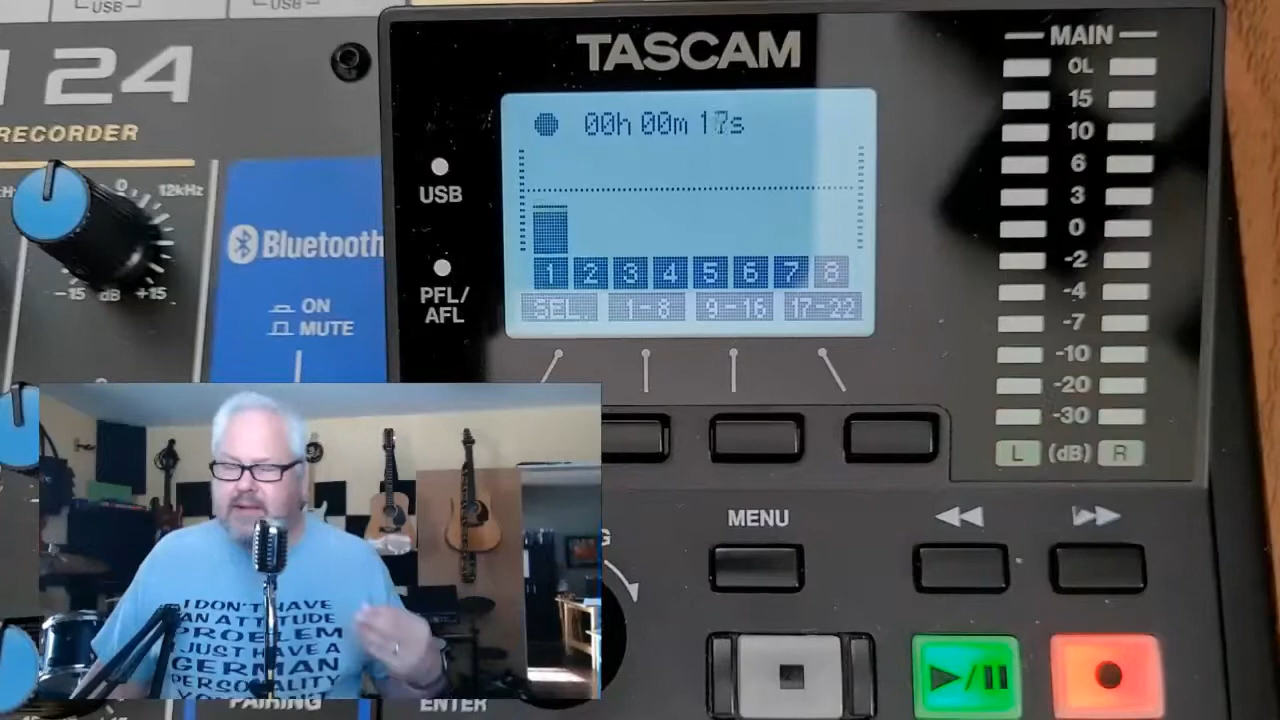 USB
USB
24
RECORDER
0
12kHz
-15 dB +15
Bluetooth
ON
MUTE
TASCAM
00h 00m 17s
USB
PFL/
AFL
1 2 3 4 5 6 7 8
SEL. 1-8 9-16 17-22
MAIN
OL
15
10
6
3
0
-2
-4
-7
-10
-20
-30
L (dB) R
MENU
I DON'T HAVE
AN ATTITUDE
PROBLEM
I JUST HAVE A
GERMAN
PERSONALITY
PAIRING
ENTER